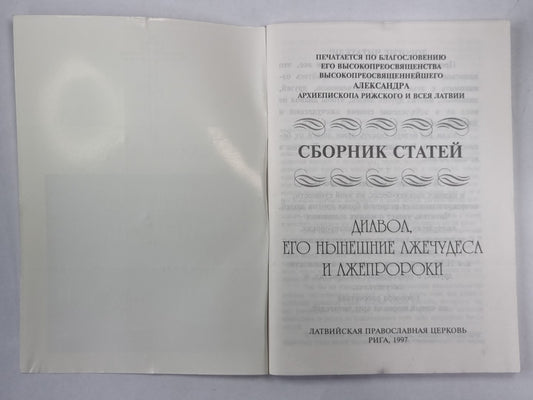 ПЕЧАТАЕТСЯ ПО БЛАГОСЛОВЕНИЮ
ЕГО ВЫСОКОПРЕОСВЯЩЕНСТВА
ВЫСОКОПРЕОСВЯЩЕННЕЙШЕГО
АЛЕКСАНДРА
АРХИЕПИСКОПА РИЖСКОГО И ВСЕЯ ЛАТВИИ
СБОРНИК СТАТЕЙ
ДИАВОЛ,
ЕГО НЫНЕШНИЕ ЛЖЕЧУДЕСА
И ЛЖЕПРОРОКИ
ЛАТВИЙСКАЯ ПРАВОСЛАВНАЯ ЦЕРКОВЬ
РИГА, 1997